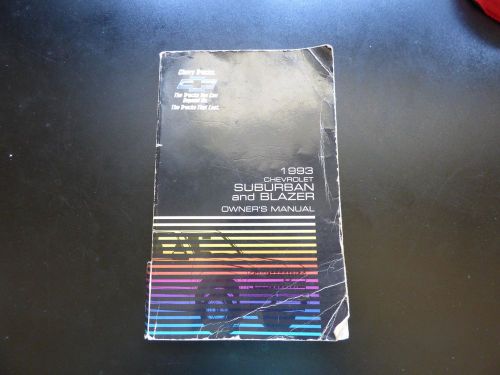 Chevy Trucks.
The Trucks You Can
Depend On.
The Trucks That Last.
1993
CHEVROLET
SUBURBAN
and BLAZER
OWNER'S MANUAL